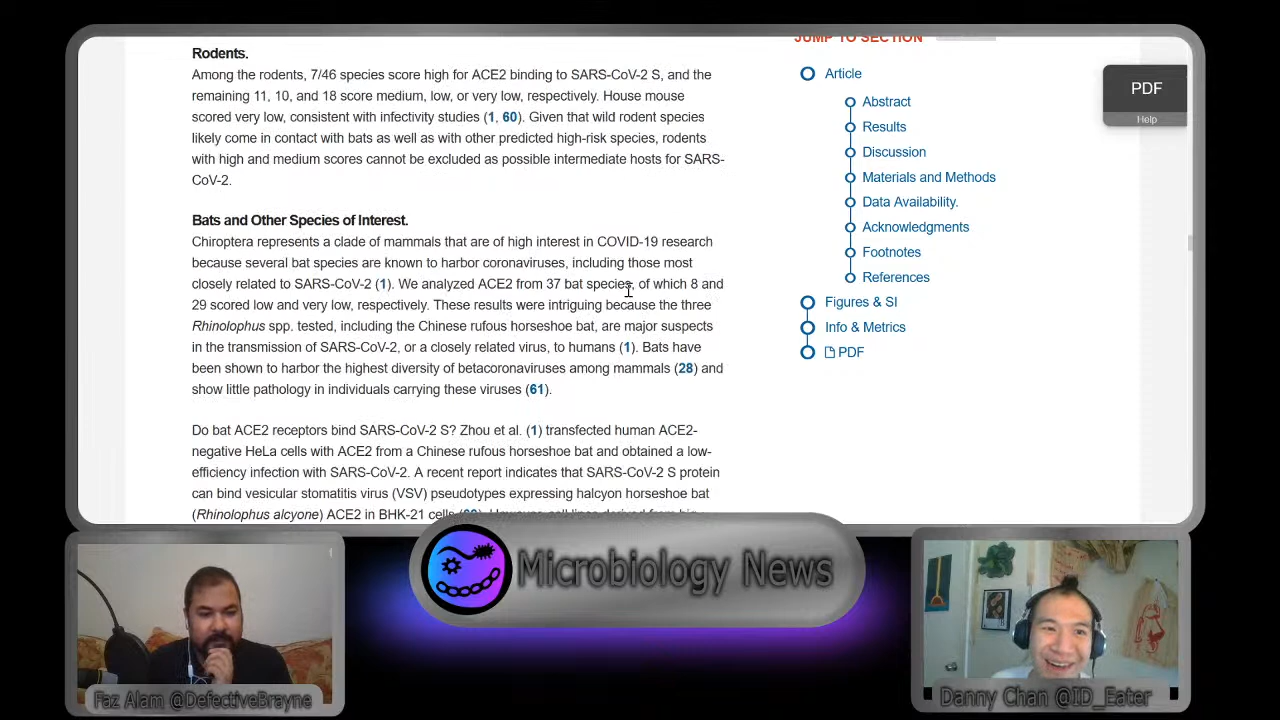 Rodents.
Among the rodents, 7/46 species score high for ACE2 binding to SARS-CoV-2 S, and the
remaining 11, 10, and 18 score medium, low, or very low, respectively. House mouse
scored very low, consistent with infectivity studies (1, 60). Given that wild rodent species
likely come in contact with bats as well as with other predicted high-risk species, rodents
with high and medium scores cannot be excluded as possible intermediate hosts for SARS-
CoV-2.
Bats and Other Species of Interest.
Chiroptera represents a clade of mammals that are of high interest in COVID-19 research
because several bat species are known to harbor coronaviruses, including those most
closely related to SARS-CoV-2 (1). We analyzed ACE2 from 37 bat species, of which 8 and
29 scored low and very low, respectively. These results were intriguing because the three
Rhinolophus spp. tested, including the Chinese rufous horseshoe bat, are major suspects
in the transmission of SARS-CoV-2, or a closely related virus, to humans (1). Bats have
been shown to harbor the highest diversity of betacoronaviruses among mammals (28) and
show little pathology in individuals carrying these viruses (61).
Do bat ACE2 receptors bind SARS-CoV-2 S? Zhou et al. (1) transfected human ACE2-
negative HeLa cells with ACE2 from a Chinese rufous horseshoe bat and obtained a low-
efficiency infection with SARS-CoV-2. A recent report indicates that SARS-CoV-2 S protein
can bind vesicular stomatitis virus (VSV) pseudotypes expressing halcyon horseshoe bat
(Rhinolophus alcyone) ACE2 in BHK-21 cells
JUMP TO SECTION
Article
Abstract
Results
Discussion
Materials and Methods
Data Availability.
Acknowledgments
Footnotes
References
Figures & SI
Info & Metrics
PDF
PDF
Help
Microbiology News
Faz Alam @DefectiveBrayne
Danny Chan @ID_Eater